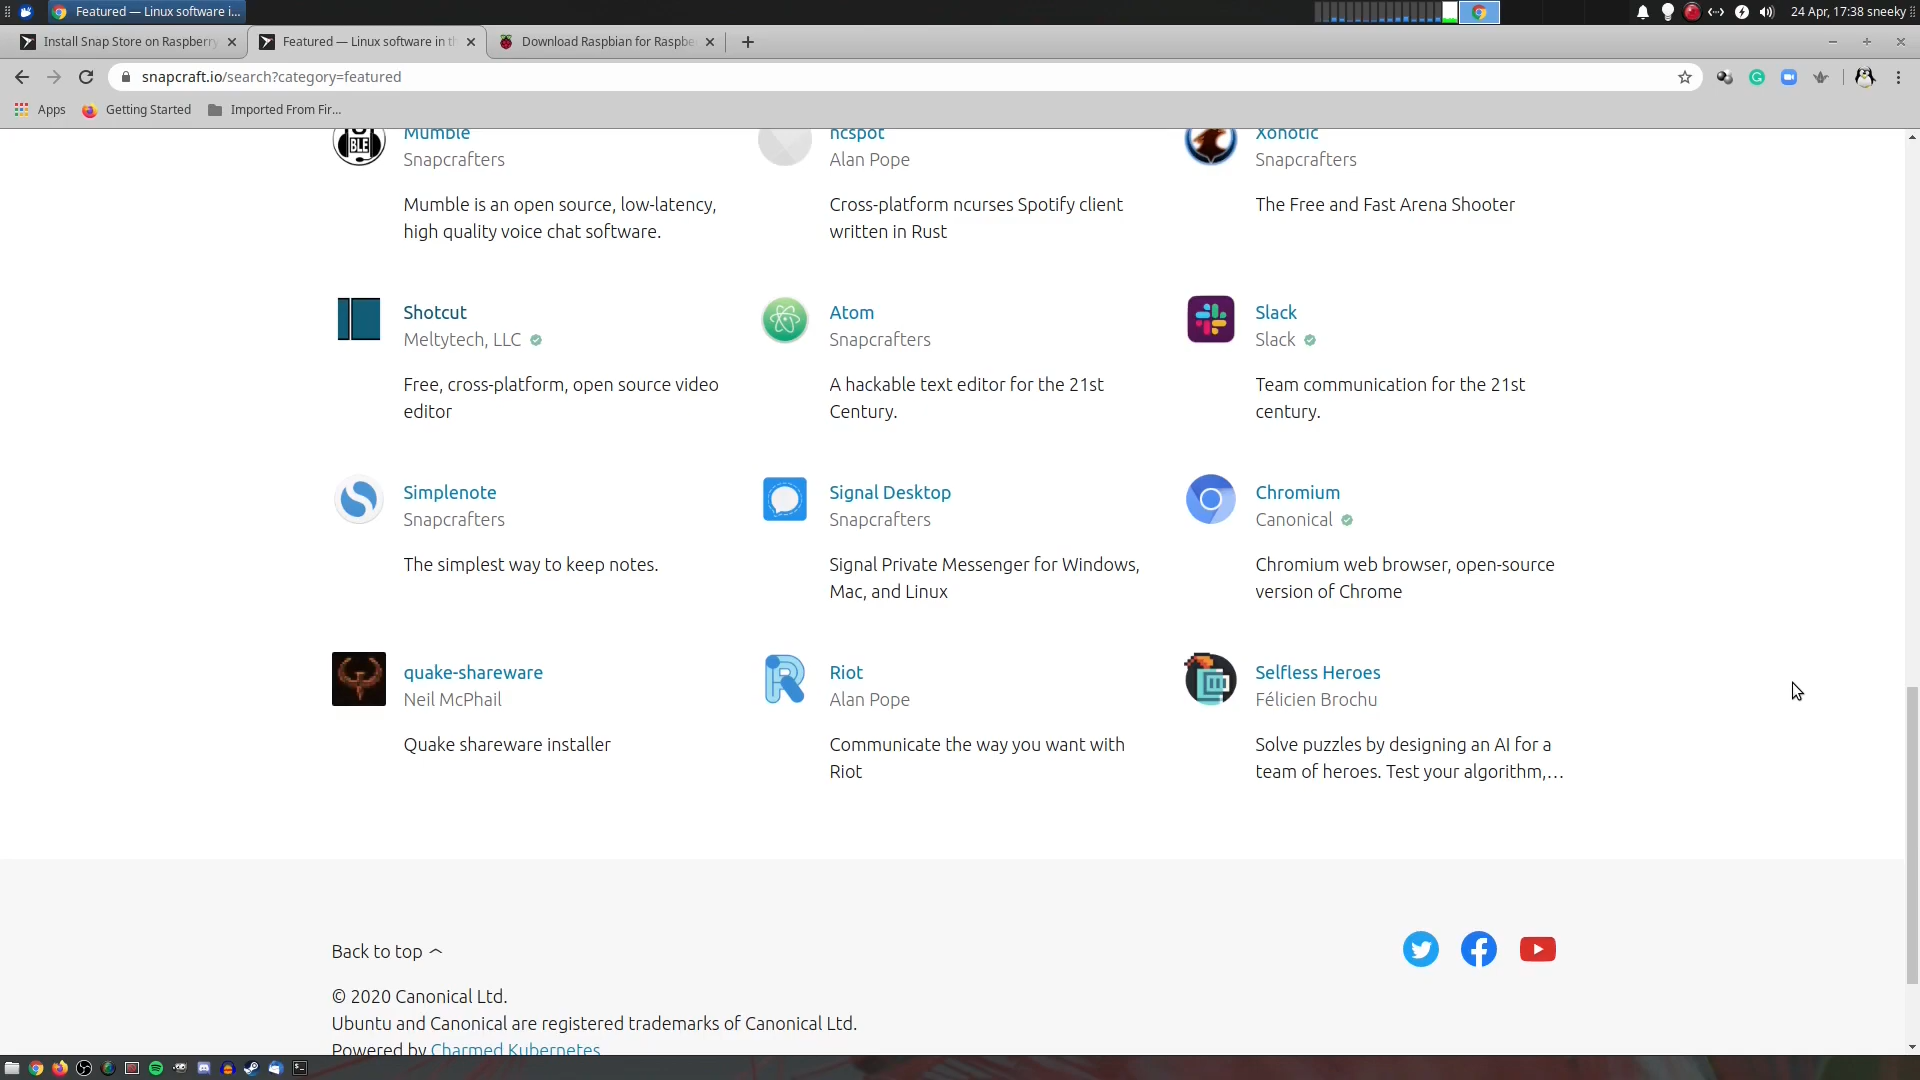 Featured — Linux software i...
24 Apr, 17:38 sneeky
Install Snap Store on Raspberry
Featured — Linux software in th
Download Raspbian for Raspbe
snapcraft.io/search?category=featured
Apps
Getting Started
Imported From Fir...
Mumble
Snapcrafters
Mumble is an open source, low-latency,
high quality voice chat software.
ncspot
Alan Pope
Cross-platform ncurses Spotify client
written in Rust
Xonotic
Snapcrafters
The Free and Fast Arena Shooter
Shotcut
Meltytech, LLC
Free, cross-platform, open source video
editor
Atom
Snapcrafters
A hackable text editor for the 21st
Century.
Slack
Slack
Team communication for the 21st
century.
Simplenote
Snapcrafters
The simplest way to keep notes.
Signal Desktop
Snapcrafters
Signal Private Messenger for Windows,
Mac, and Linux
Chromium
Canonical
Chromium web browser, open-source
version of Chrome
quake-shareware
Neil McPhail
Quake shareware installer
Riot
Alan Pope
Communicate the way you want with
Riot
Selfless Heroes
Félicien Brochu
Solve puzzles by designing an AI for a
team of heroes. Test your algorithm,…
Back to top
© 2020 Canonical Ltd.
Ubuntu and Canonical are registered trademarks of Canonical Ltd.
Powered by Charmed Kubernetes